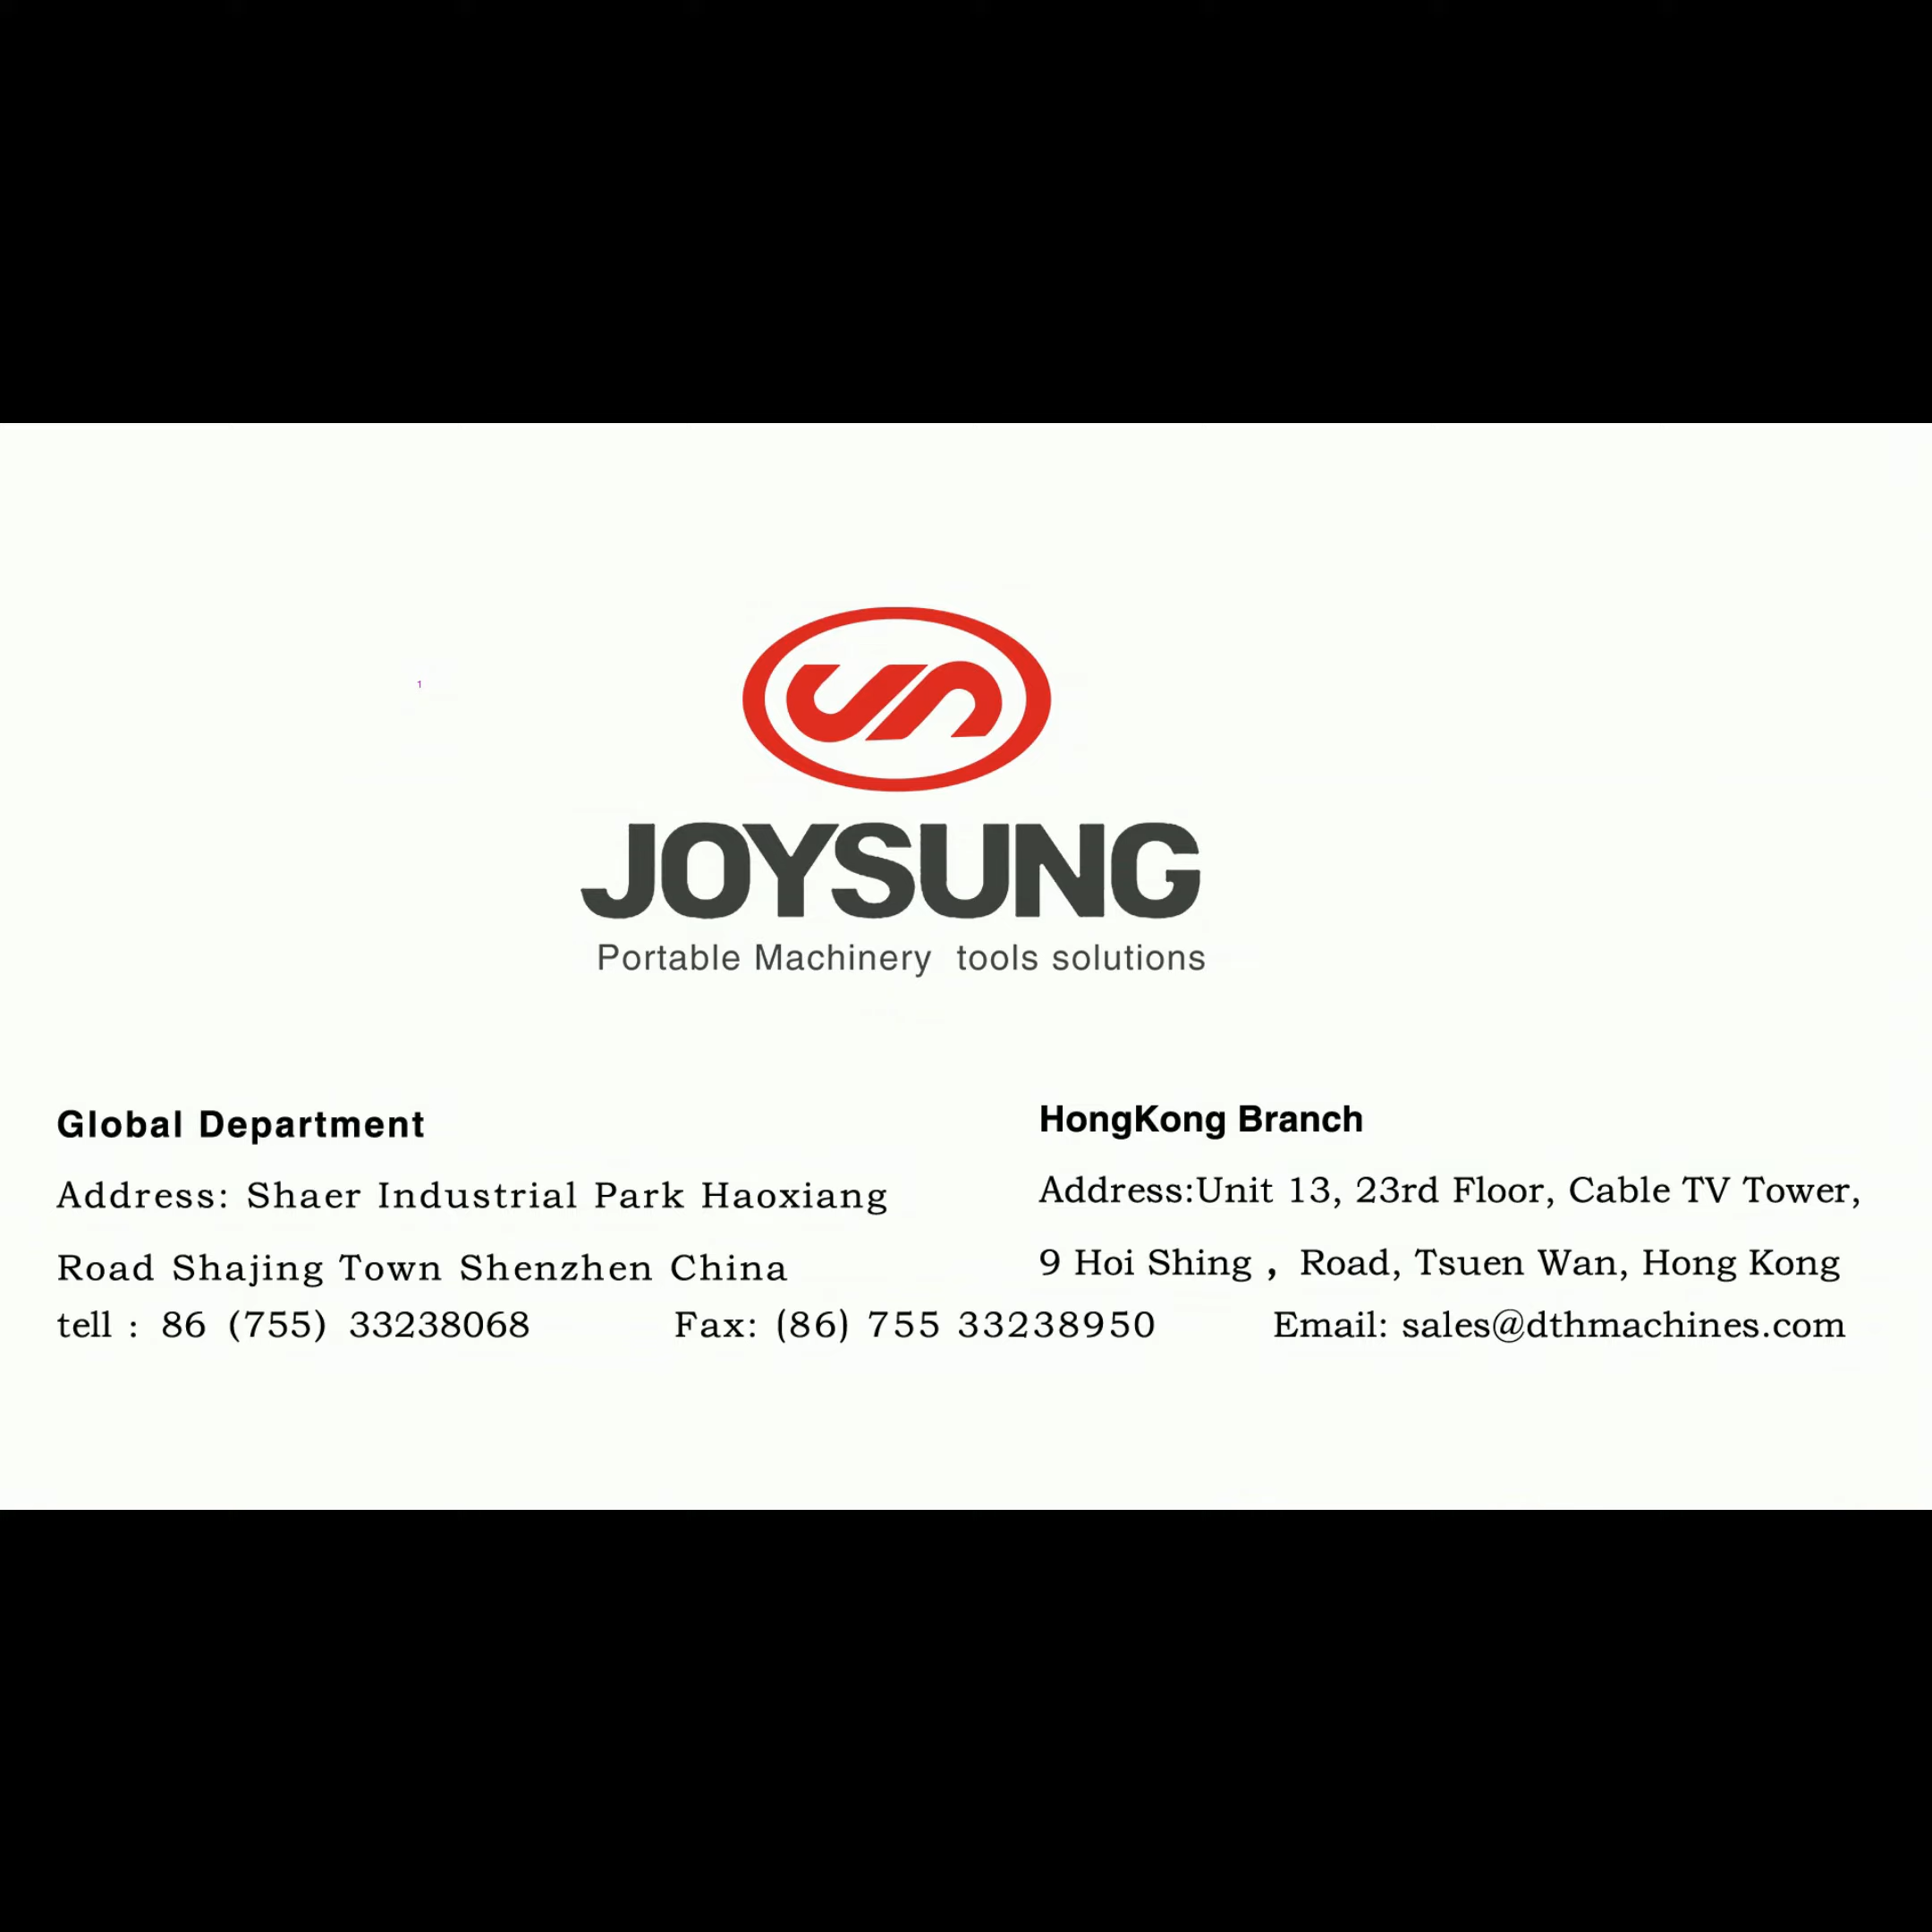 1
JOYSUNG
Portable Machinery tools solutions
Global Department
Address: Shaer Industrial Park Haoxiang
Road Shajing Town Shenzhen China
HongKong Branch
Address:Unit 13, 23rd Floor, Cable TV Tower,
9 Hoi Shing , Road, Tsuen Wan, Hong Kong
tell : 86 (755) 33238068 Fax: (86) 755 33238950 Email: sales@dthmachines.com